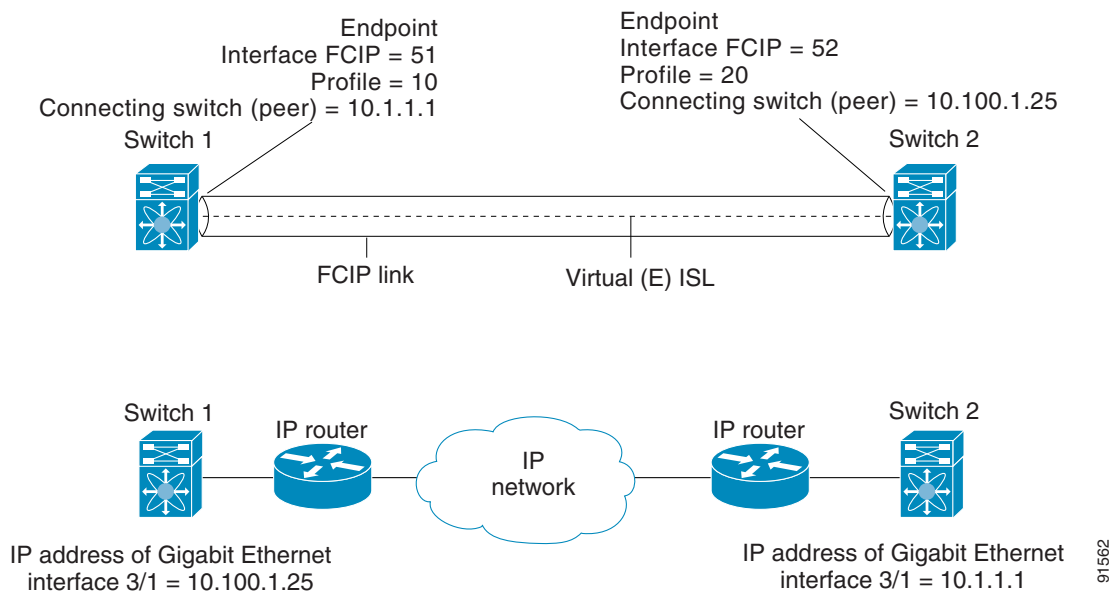 Endpoint
Interface FCIP = 51
Profile = 10
Connecting switch (peer) = 10.1.1.1
Switch 1
Endpoint
Interface FCIP = 52
Profile = 20
Connecting switch (peer) = 10.100.1.25
Switch 2
FCIP link
Virtual (E) ISL
Switch 1
IP router
IP
network
IP router
Switch 2
IP address of Gigabit Ethernet
interface 3/1 = 10.100.1.25
IP address of Gigabit Ethernet
interface 3/1 = 10.1.1.1
91562